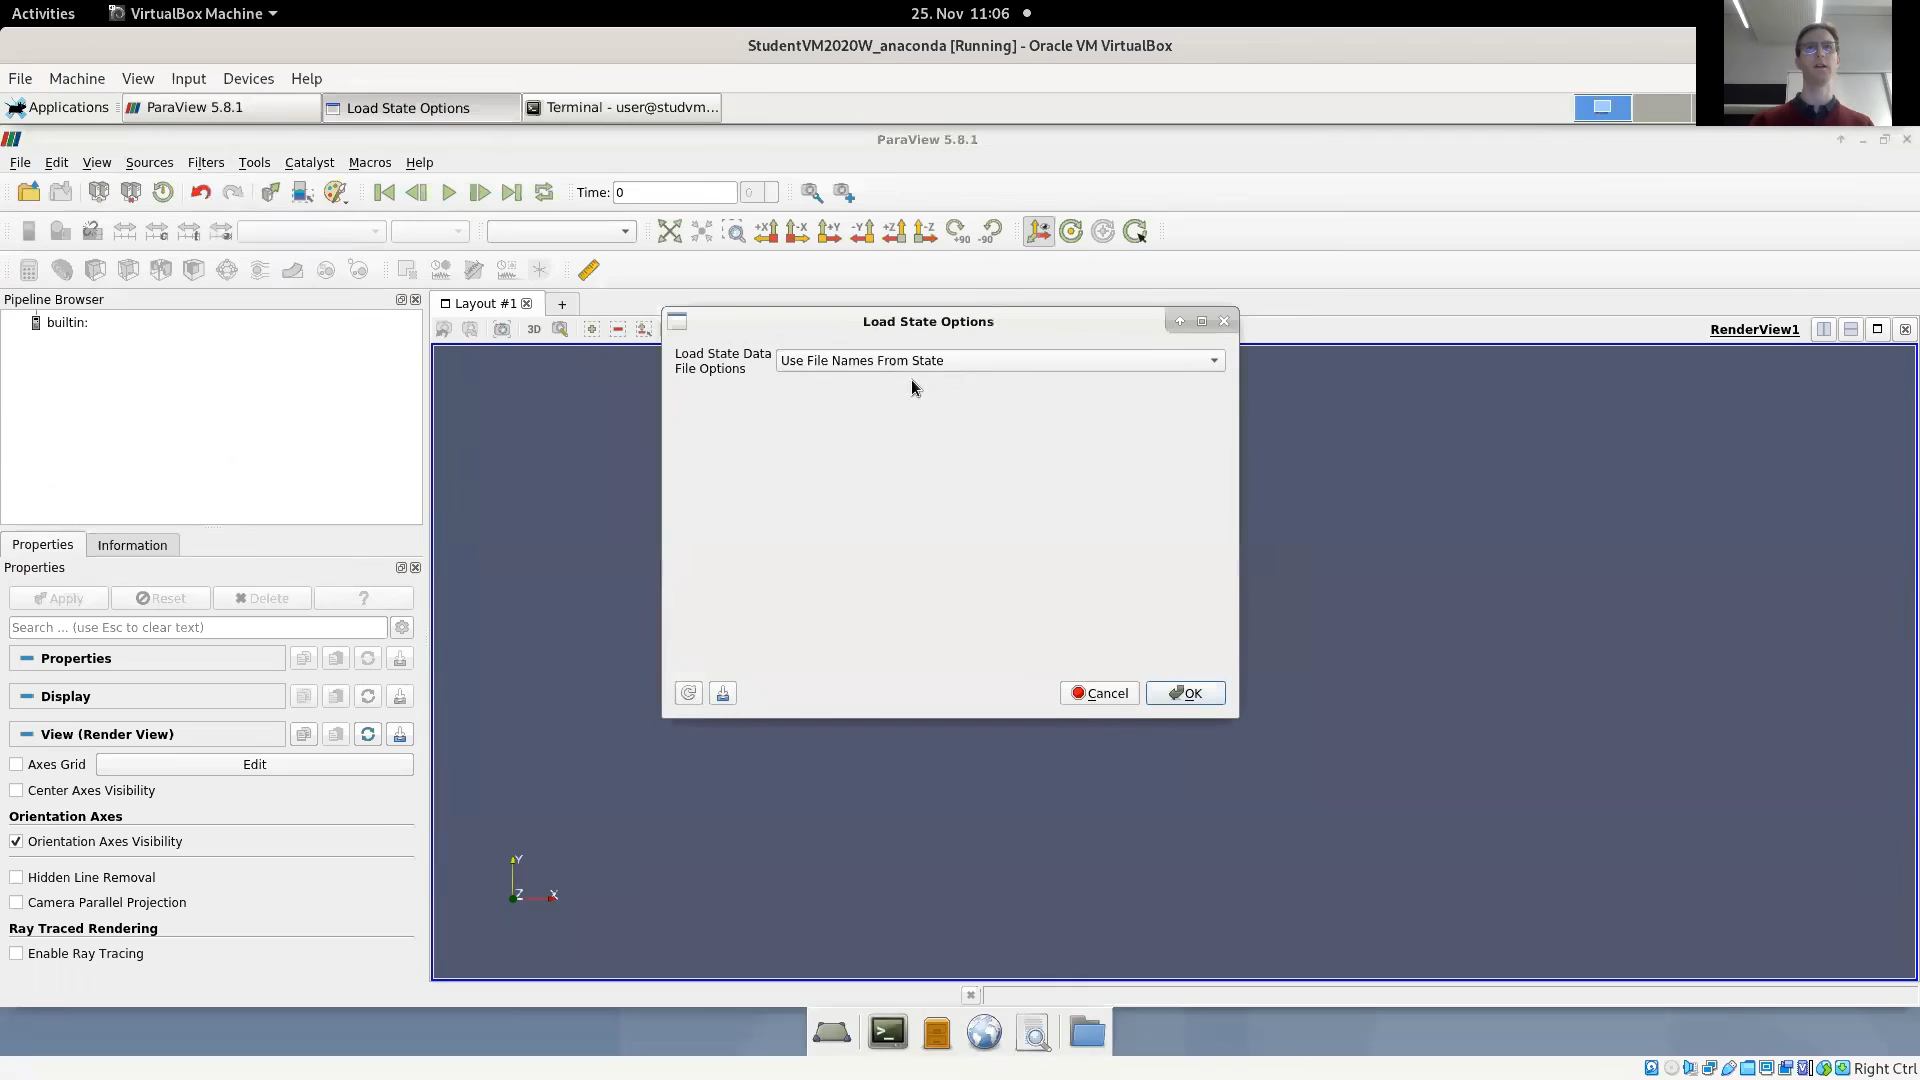 Activities VirtualBox Machine 25. Nov 11:06
StudentVM2020W_anaconda [Running] - Oracle VM VirtualBox
File Machine View Input Devices Help
Applications ParaView 5.8.1 Load State Options Terminal - user@studvm...
ParaView 5.8.1
File Edit View Sources Filters Tools Catalyst Macros Help
Time: 0 0
+X -X +Y -Y +Z -Z +90 -90
Pipeline Browser
builtin:
Layout #1 +
3D
RenderView1
Load State Options
Load State Data
File Options
Use File Names From State
Cancel OK
Properties Information
Properties
Apply Reset Delete ?
Search ... (use Esc to clear text)
Properties
Display
View (Render View)
Axes Grid Edit
Center Axes Visibility
Orientation Axes
Orientation Axes Visibility
Hidden Line Removal
Camera Parallel Projection
Ray Traced Rendering
Enable Ray Tracing
Y
Z X
Right Ctrl